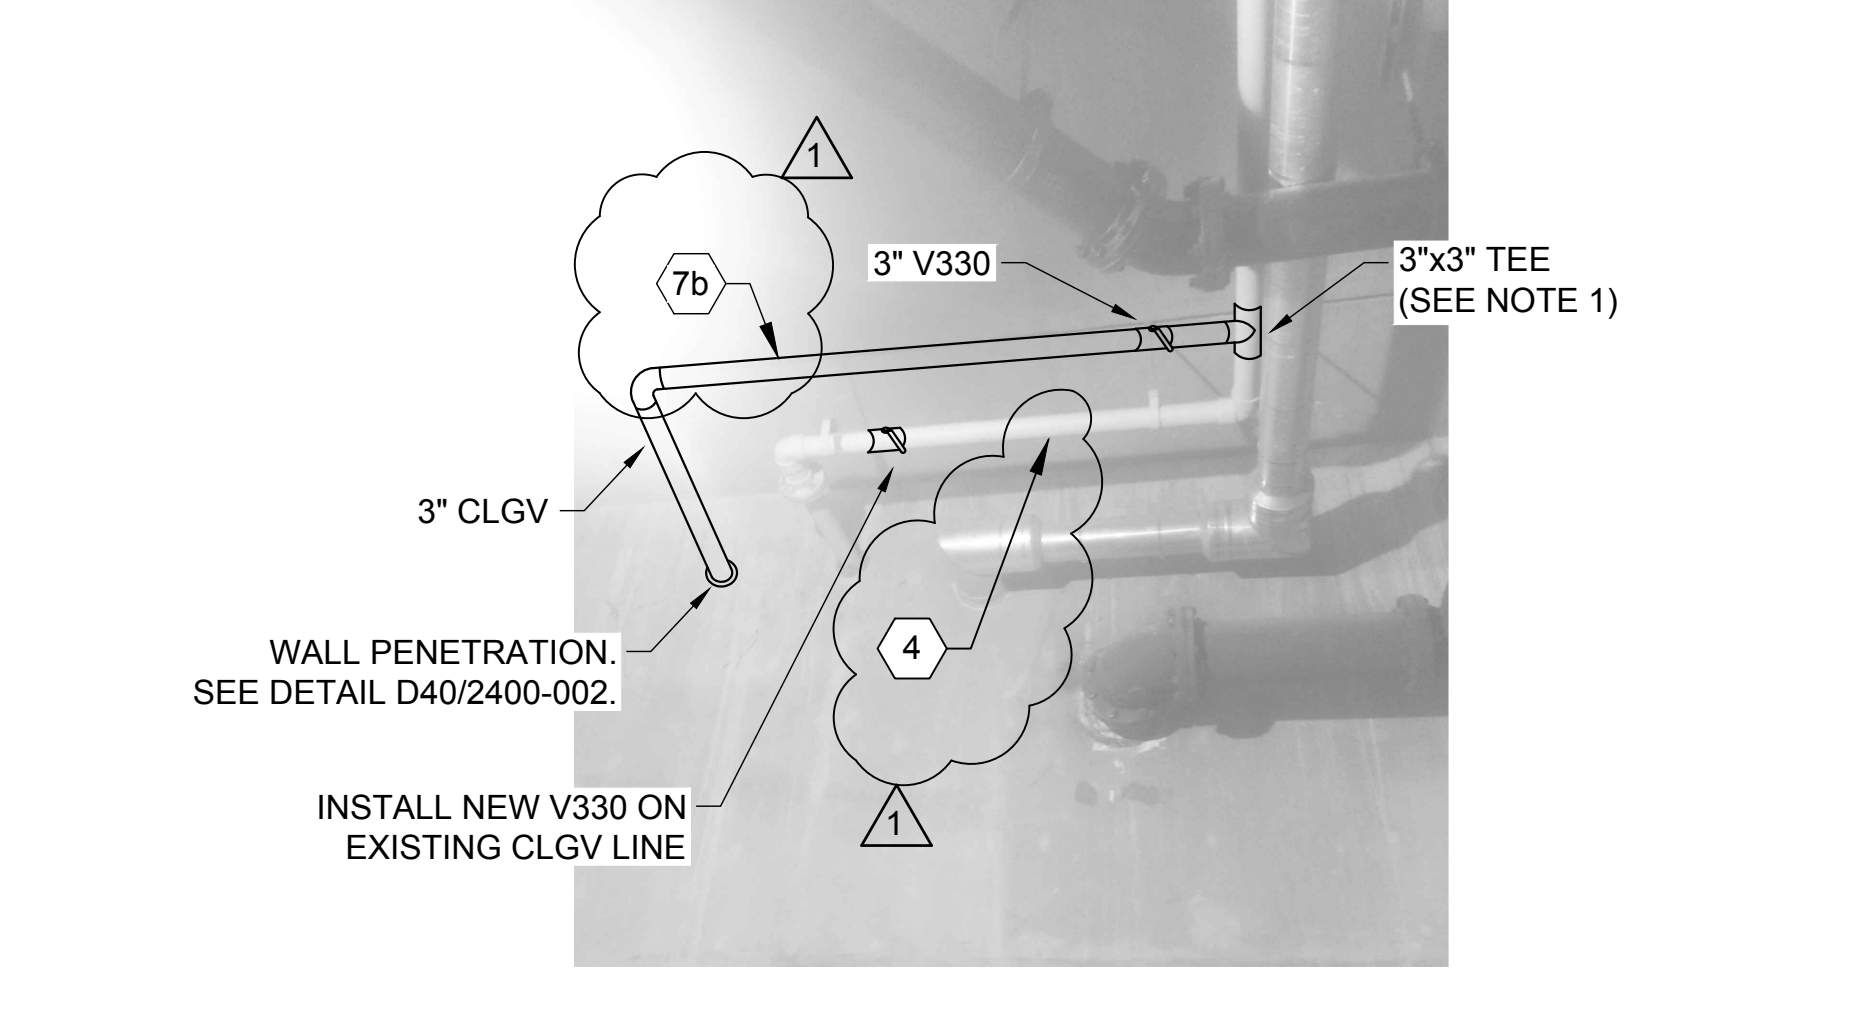 1
7b
3" V330
3"x3" TEE
(SEE NOTE 1)
3" CLGV
WALL PENETRATION.
SEE DETAIL D40/2400-002.
4
INSTALL NEW V330 ON
EXISTING CLGV LINE
1